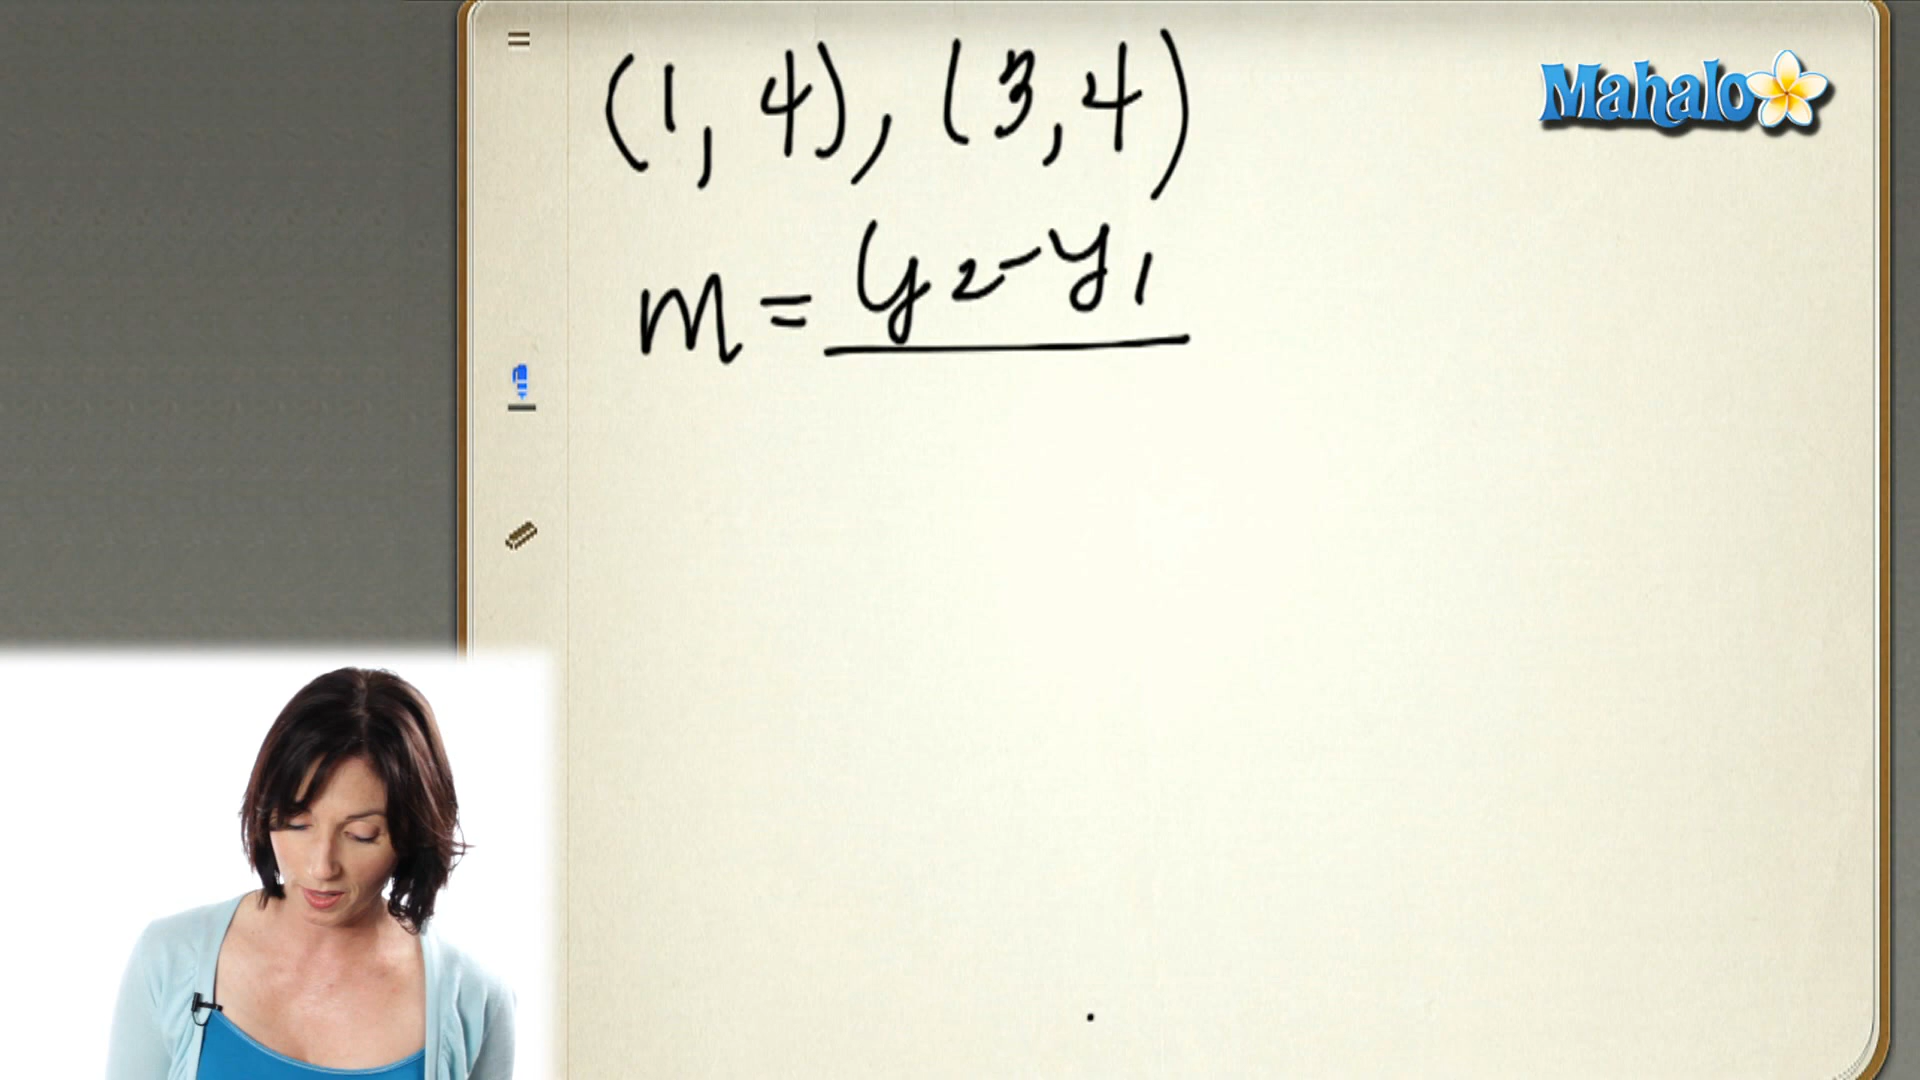 (1, 4), (3,4)
m = y2-y1
Mahalo